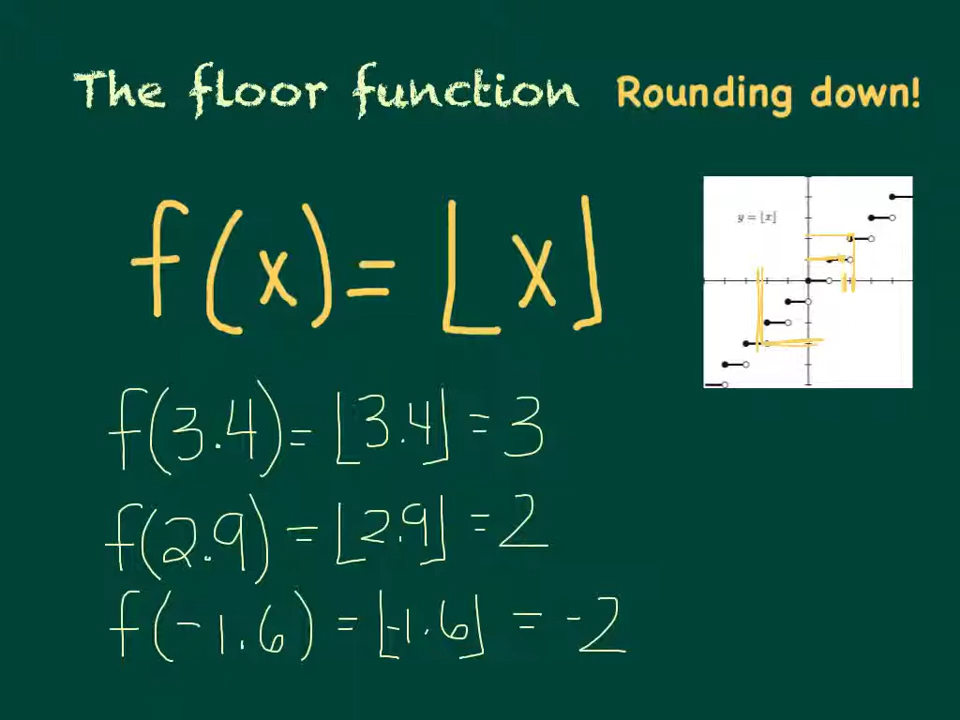 The floor function Rounding down!
f(x)= ⌊x⌋
y = ⌊x⌋
f(3.4)= ⌊3.4⌋ = 3
f(2.9) = ⌊2.9⌋ = 2
f(-1.6) = ⌊-1.6⌋ = -2